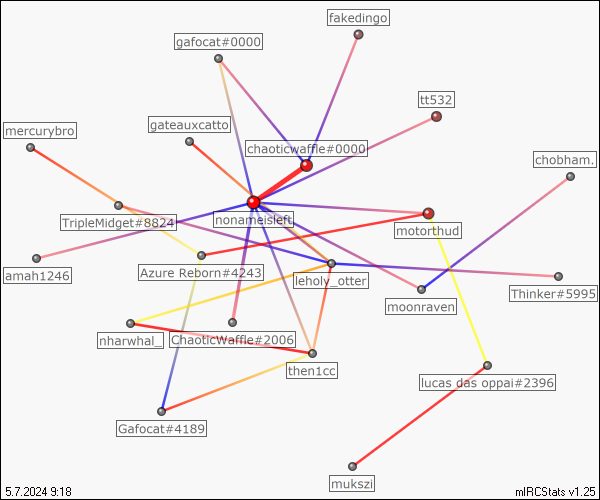 fakedingo
gafocat#0000
tt532
gateauxcatto
mercurybro
chaoticwaffle#0000
chobham.
nonameisleft
TripleMidget#8824
motorthud
amah1246
Azure Reborn#4243
leholy_otter
Thinker#5995
moonraven
nharwhal_
ChaoticWaffle#2006
then1cc
lucas das oppai#2396
Gafocat#4189
mukszi
5.7.2024 9:18
mIRCStats v1.25